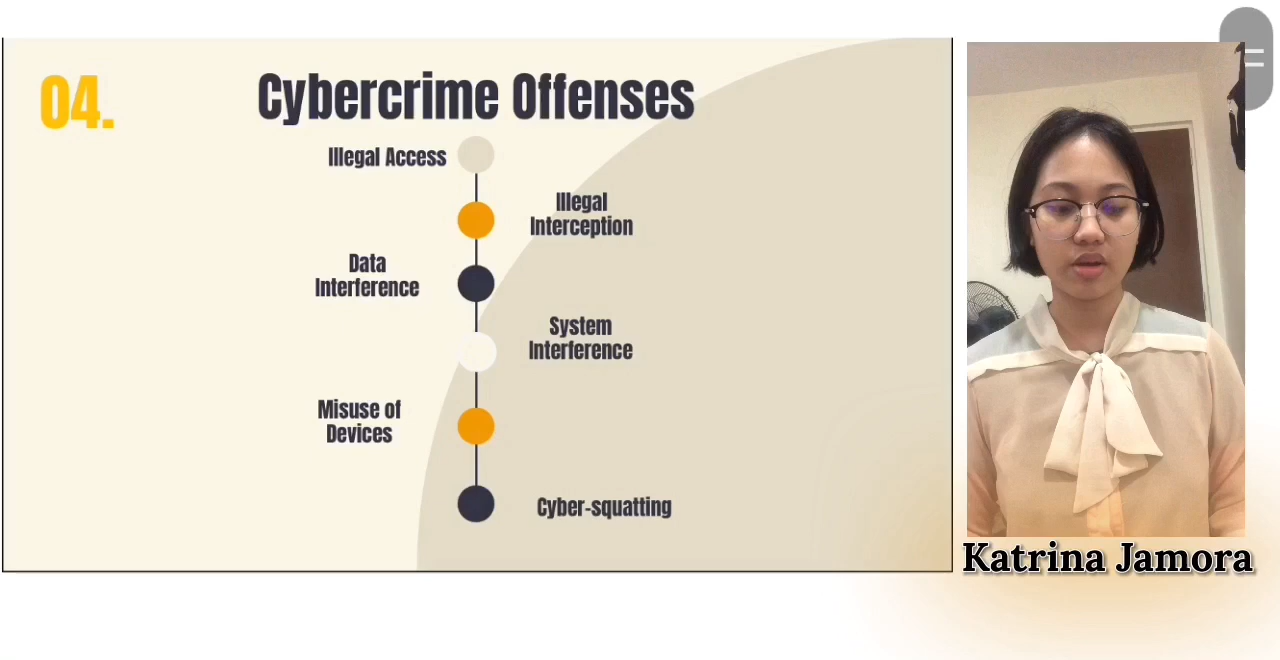 04.
Cybercrime Offenses
Illegal Access
Illegal
Interception
Data
Interference
System
Interference
Misuse of
Devices
Cyber-squatting
Katrina Jamora